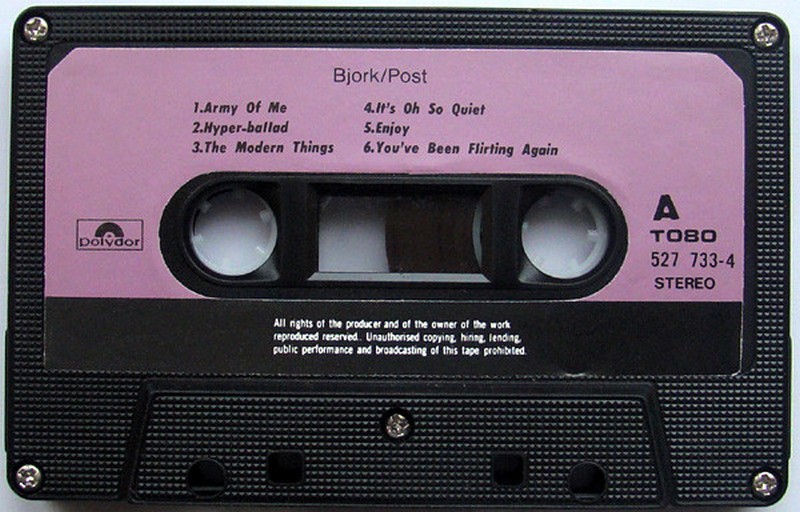 Bjork/Post
1.Army Of Me
2.Hyper-ballad
3.The Modern Things
4.It's Oh So Quiet
5.Enjoy
6.You've Been Flirting Again
polydor
A
TO80
527 733-4
STEREO
All rights of the producer and of the owner of the work
reproduced reserved.. Unauthorised copying, hiring, lending,
public performance and broadcasting of this tape prohibited.